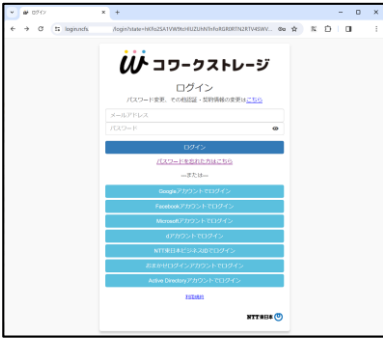 ログイン
コワークストレージ
ログイン
パスワード変更、その他認証・契約情報の変更はこちら
メールアドレス
パスワード
ログイン
パスワードを忘れた方はこちら
―または―
Googleアカウントでログイン
Facebookアカウントでログイン
Microsoftアカウントでログイン
dアカウントでログイン
NTT東日本ビジネスIDでログイン
おまかせログインアカウントでログイン
Active Directoryアカウントでログイン
利用規約
NTT東日本